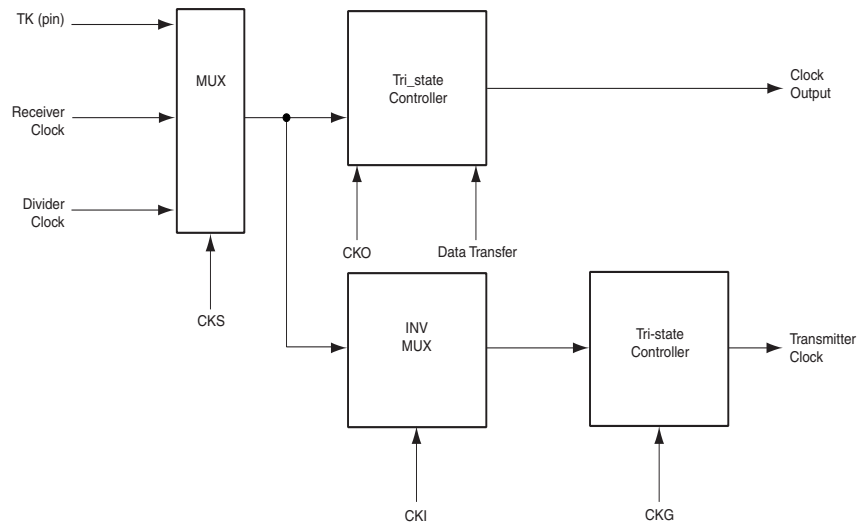 TK (pin)
MUX
Tri_state
Controller
Clock
Output
Receiver
Clock
Divider
Clock
CKO
Data Transfer
CKS
INV
MUX
Tri-state
Controller
Transmitter
Clock
CKI
CKG